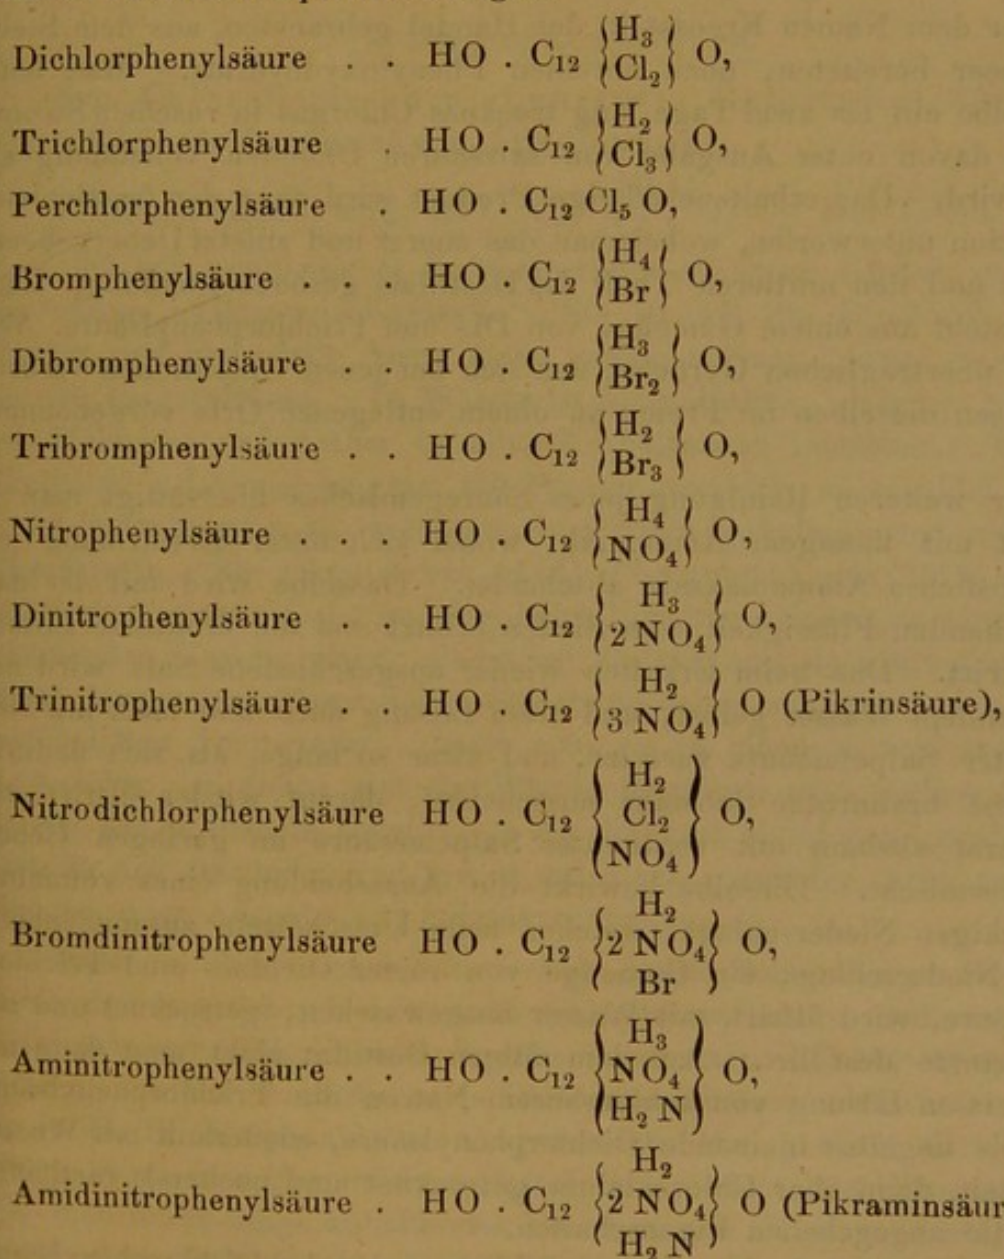 Dichlorphenylsäure . . HO . C₁₂ {H₃ Cl₂} O,
Trichlorphenylsäure . HO . C₁₂ {H₂ Cl₃} O,
Perchlorphenylsäure . HO . C₁₂ Cl₅ O,
Bromphenylsäure . . . HO . C₁₂ {H₄ Br} O,
Dibromphenylsäure . . HO . C₁₂ {H₃ Br₂} O,
Tribromphenylsäure . . HO . C₁₂ {H₂ Br₃} O,
Nitrophenylsäure . . . HO . C₁₂ {H₄ NO₄} O,
Dinitrophenylsäure . . HO . C₁₂ {H₃ 2 NO₄} O,
Trinitrophenylsäure . . HO . C₁₂ {H₂ 3 NO₄} O (Pikrinsäure),
Nitrodichlorphenylsäure HO . C₁₂ {H₂ Cl₂ NO₄} O,
Bromdinitrophenylsäure HO . C₁₂ {H₂ 2 NO₄ Br} O,
Aminitrophenylsäure . . HO . C₁₂ {H₃ NO₄ H₂ N} O,
Amidinitrophenylsäure . HO . C₁₂ {H₂ 2 NO₄ H₂ N} O (Pikraminsäur